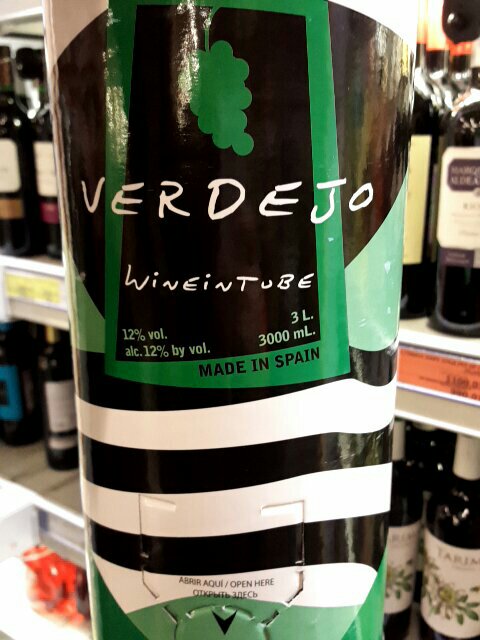 VERDEJO
WINEINTUBE
12% vol.
alc.12% by vol.
3 L.
3000 mL.
MADE IN SPAIN
ABRIR AQUÍ / OPEN HERE
ОТКРЫТЬ ЗДЕСЬ